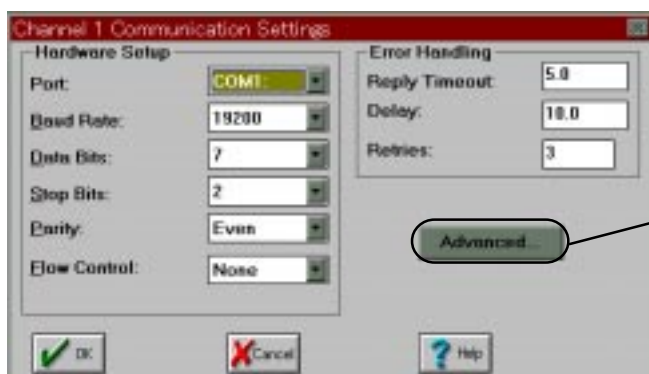 Channel 1 Communication Settings
Hardware Setup
Port: COM1:
Baud Rate: 19200
Data Bits: 7
Stop Bits: 2
Parity: Even
Flow Control: None
Error Handling
Reply Timeout 5.0
Delay: 10.0
Retries: 3
Advanced...
OK
Cancel
Help